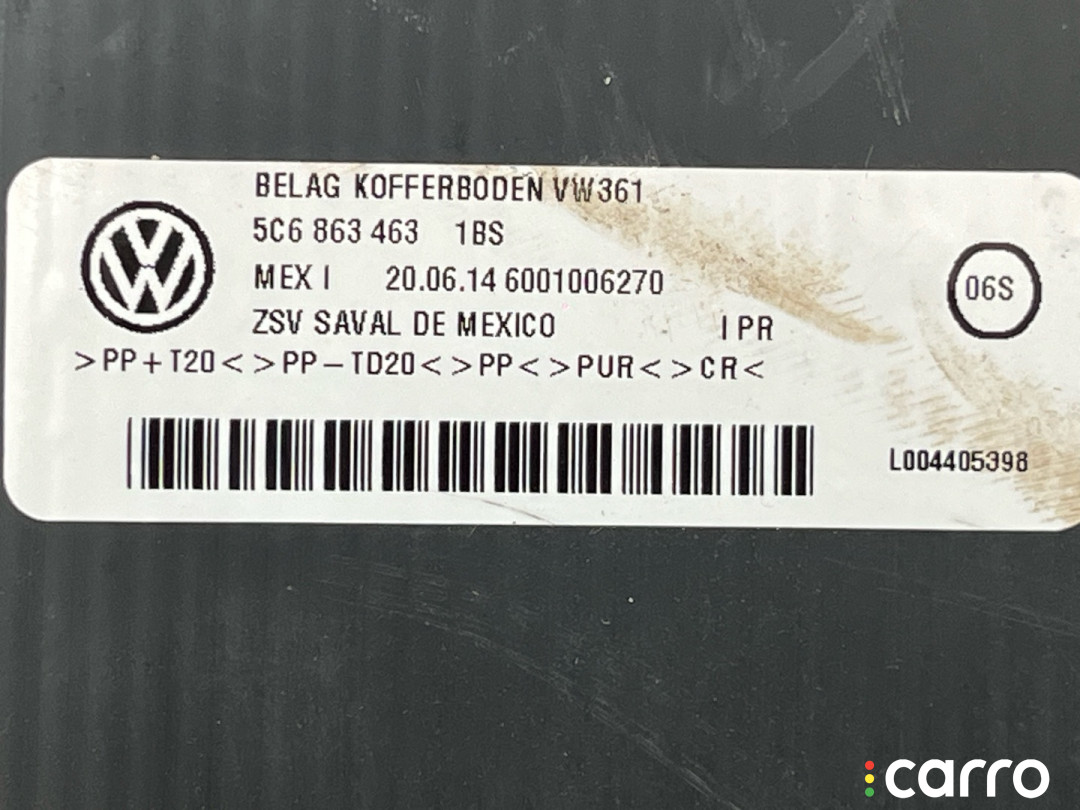 BELAG KOFFERBODEN VW361
5C6 863 463 1BS
MEX I 20.06.14 6001006270
06S
ZSV SAVAL DE MEXICO I PR
>PP+T20< >PP-TD20< >PP< >PUR< >CR<
L004405398
carro